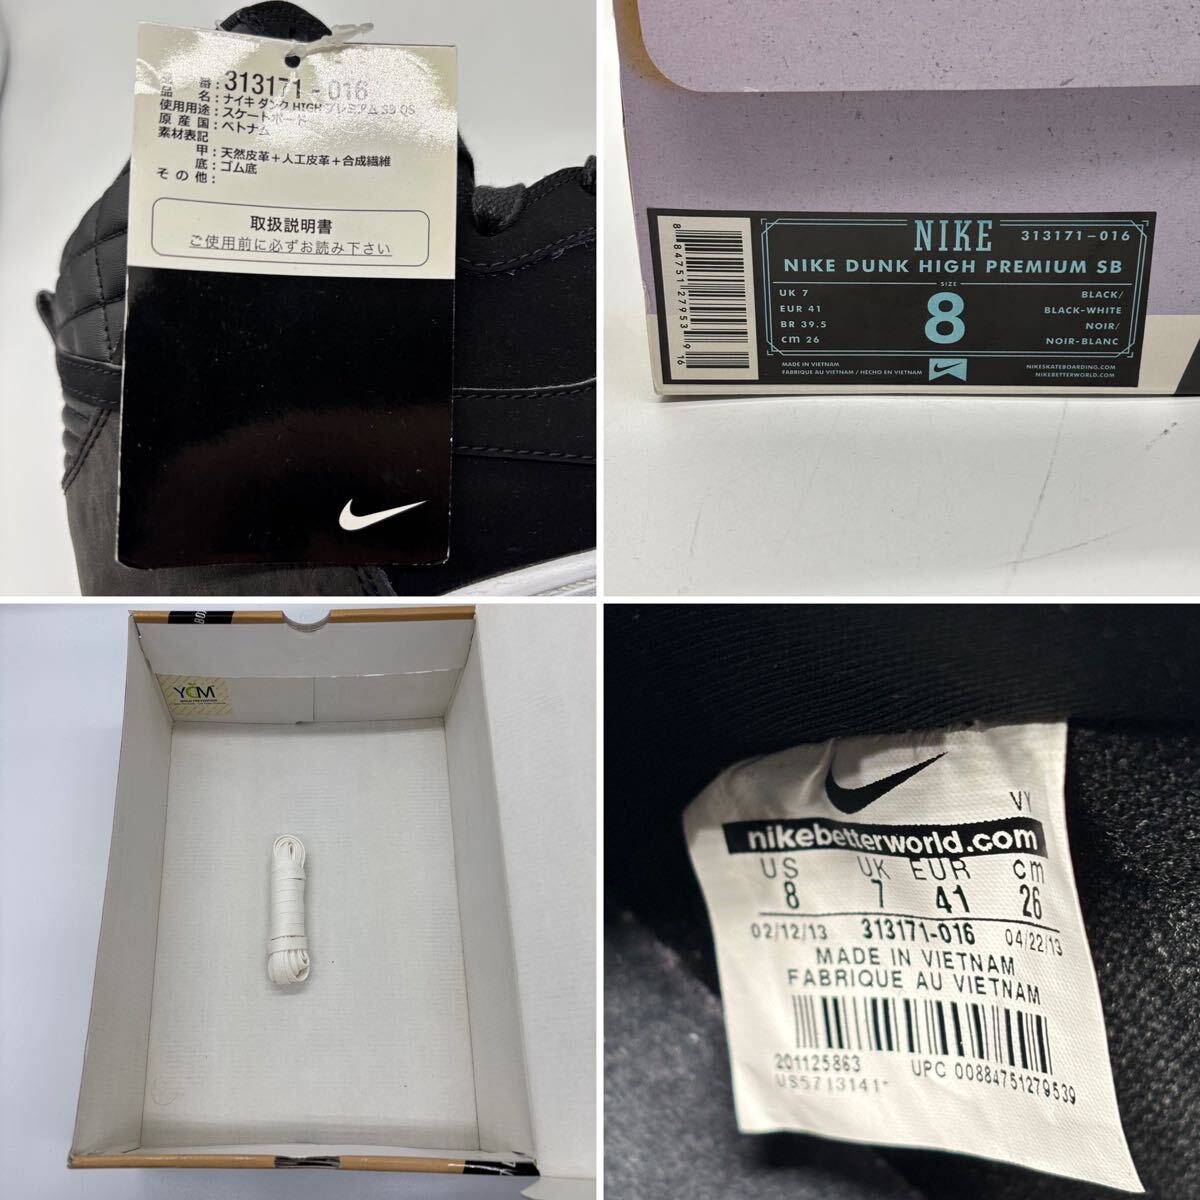 品 番: 313171-016
品 名: ナイキ ダンク HIGH プレミアム SB QS
使用用途: スケートボード
原 産 国: ベトナム
素材表記
甲: 天然皮革+人工皮革+合成繊維
底: ゴム底
そ の 他:
取扱説明書
ご使用前に必ずお読み下さい
8 84751 27953 9 16
NIKE 313171-016
NIKE DUNK HIGH PREMIUM SB
SIZE
8
UK 7
EUR 41
BR 39.5
cm 26
BLACK/
BLACK-WHITE
NOIR/
NOIR-BLANC
MADE IN VIETNAM
FABRIQUE AU VIETNAM / HECHO EN VIETNAM
NIKESKATEBOARDING.COM
NIKEBETTERWORLD.COM
YCM
VY
nikebetterworld.com
US UK EUR cm
8 7 41 26
02/12/13 313171-016 04/22/13
MADE IN VIETNAM
FABRIQUE AU VIETNAM
201125863 UPC 00884751279539
US5713141